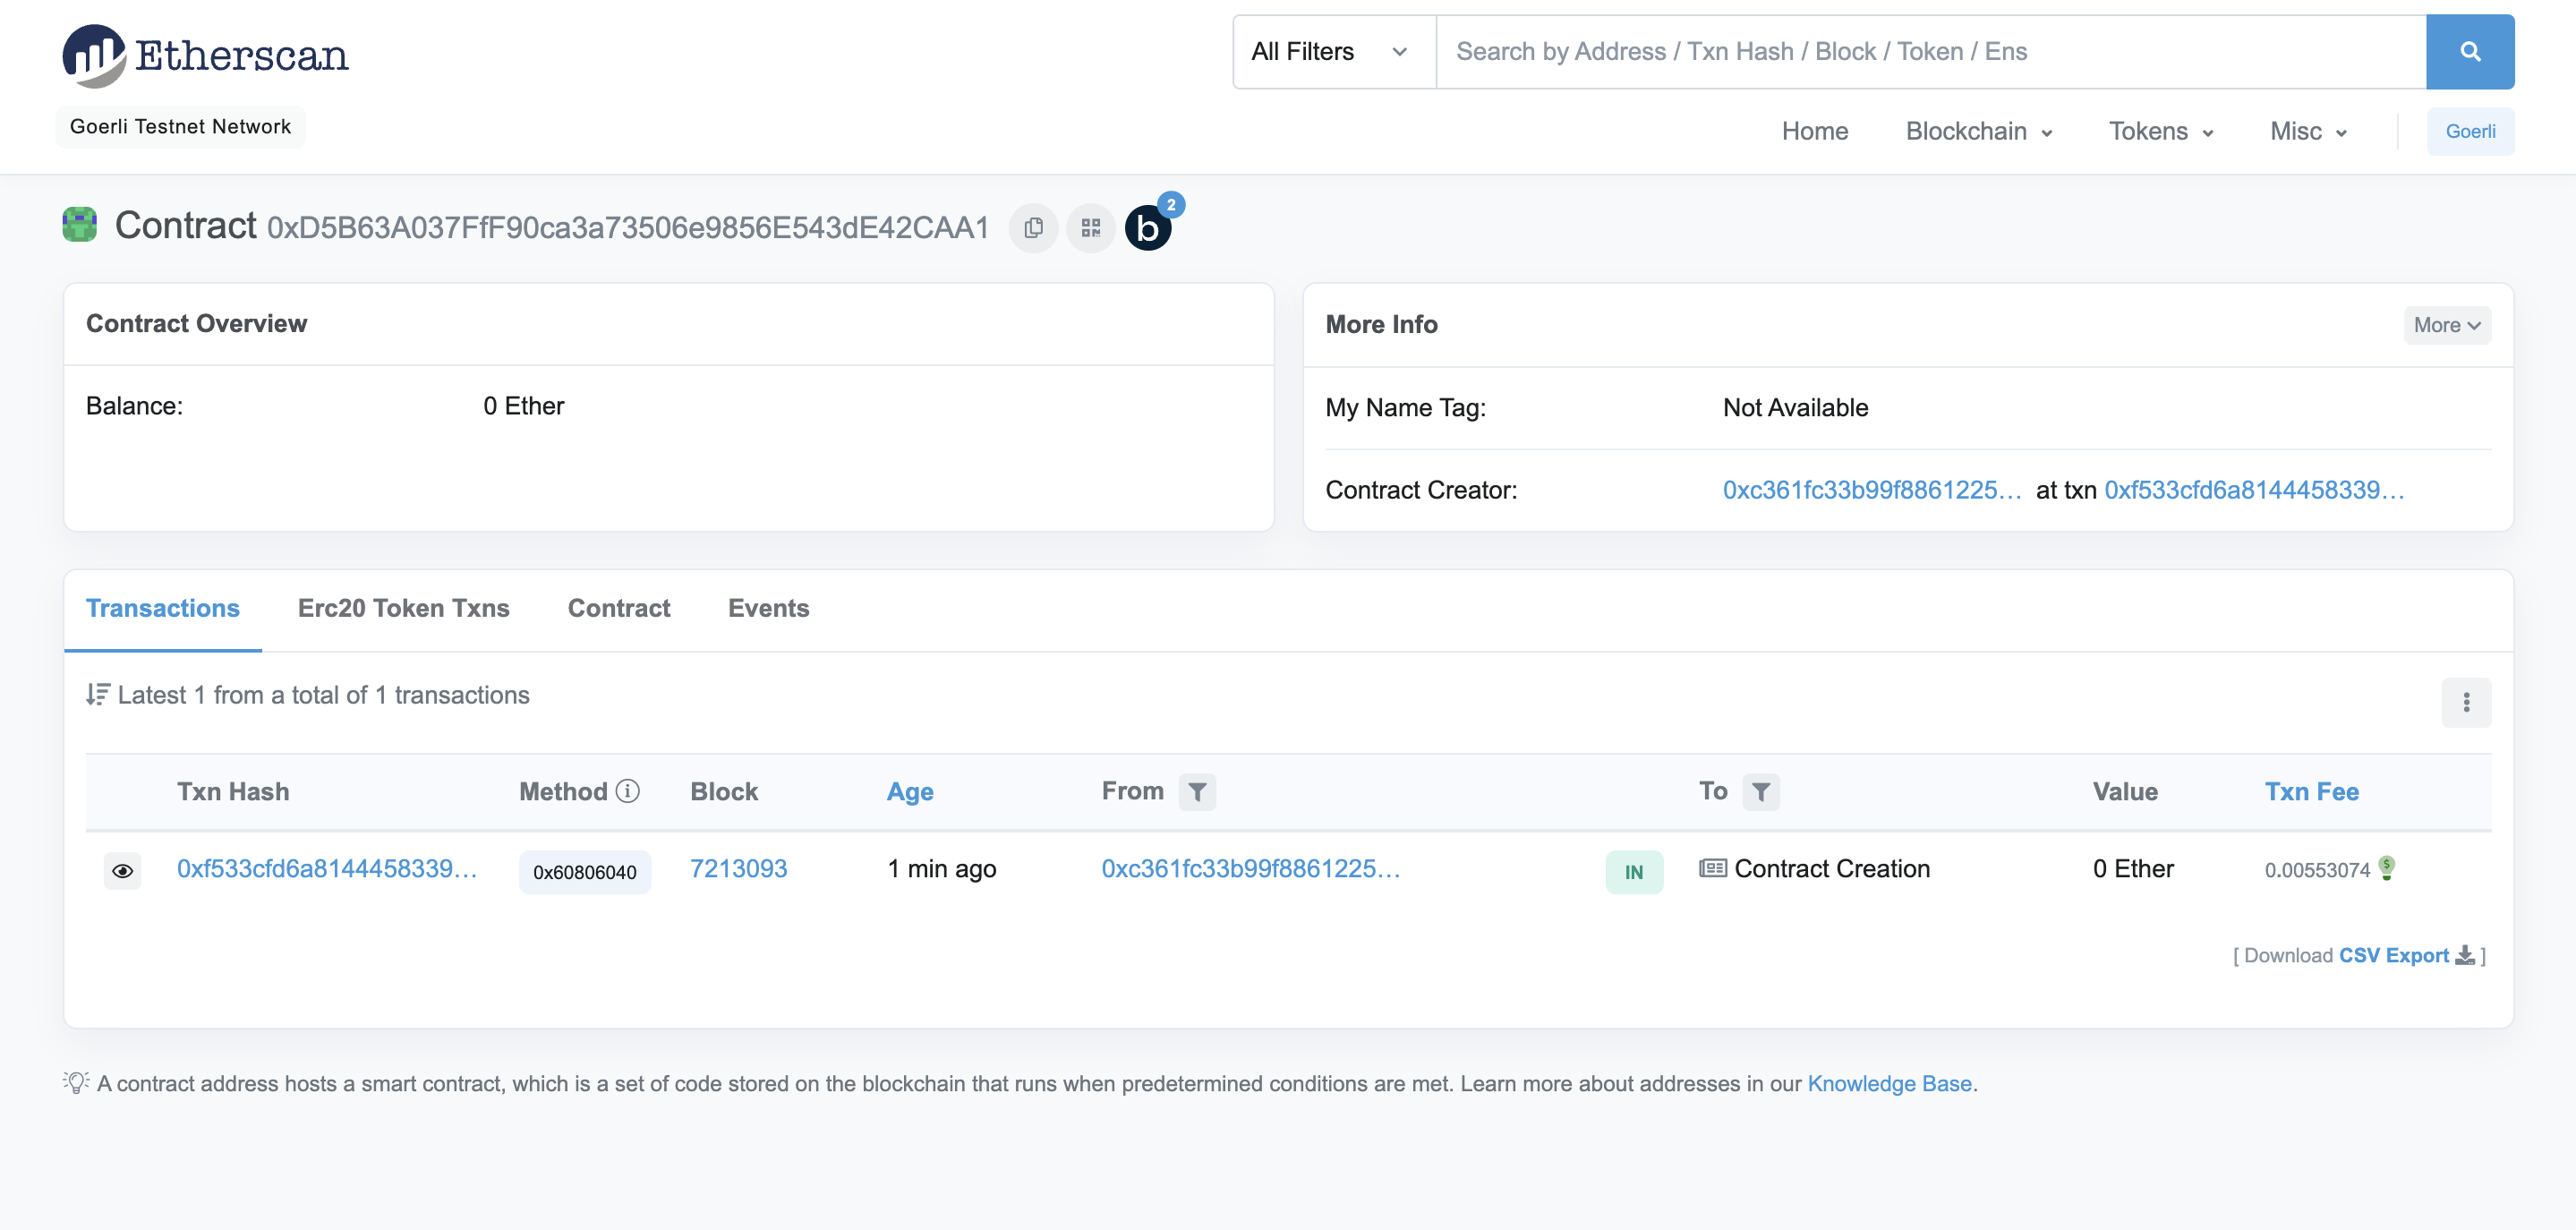 Etherscan
All Filters
Search by Address / Txn Hash / Block / Token / Ens
Goerli Testnet Network
Home Blockchain Tokens Misc Goerli
Contract 0xD5B63A037FfF90ca3a73506e9856E543dE42CAA1 b 2
Contract Overview
Balance: 0 Ether
More Info More
My Name Tag: Not Available
Contract Creator: 0xc361fc33b99f8861225... at txn 0xf533cfd6a8144458339...
Transactions Erc20 Token Txns Contract Events
Latest 1 from a total of 1 transactions
Txn Hash Method Block Age From To Value Txn Fee
0xf533cfd6a8144458339... 0x60806040 7213093 1 min ago 0xc361fc33b99f8861225... IN Contract Creation 0 Ether 0.00553074
[ Download CSV Export ]
A contract address hosts a smart contract, which is a set of code stored on the blockchain that runs when predetermined conditions are met. Learn more about addresses in our Knowledge Base.